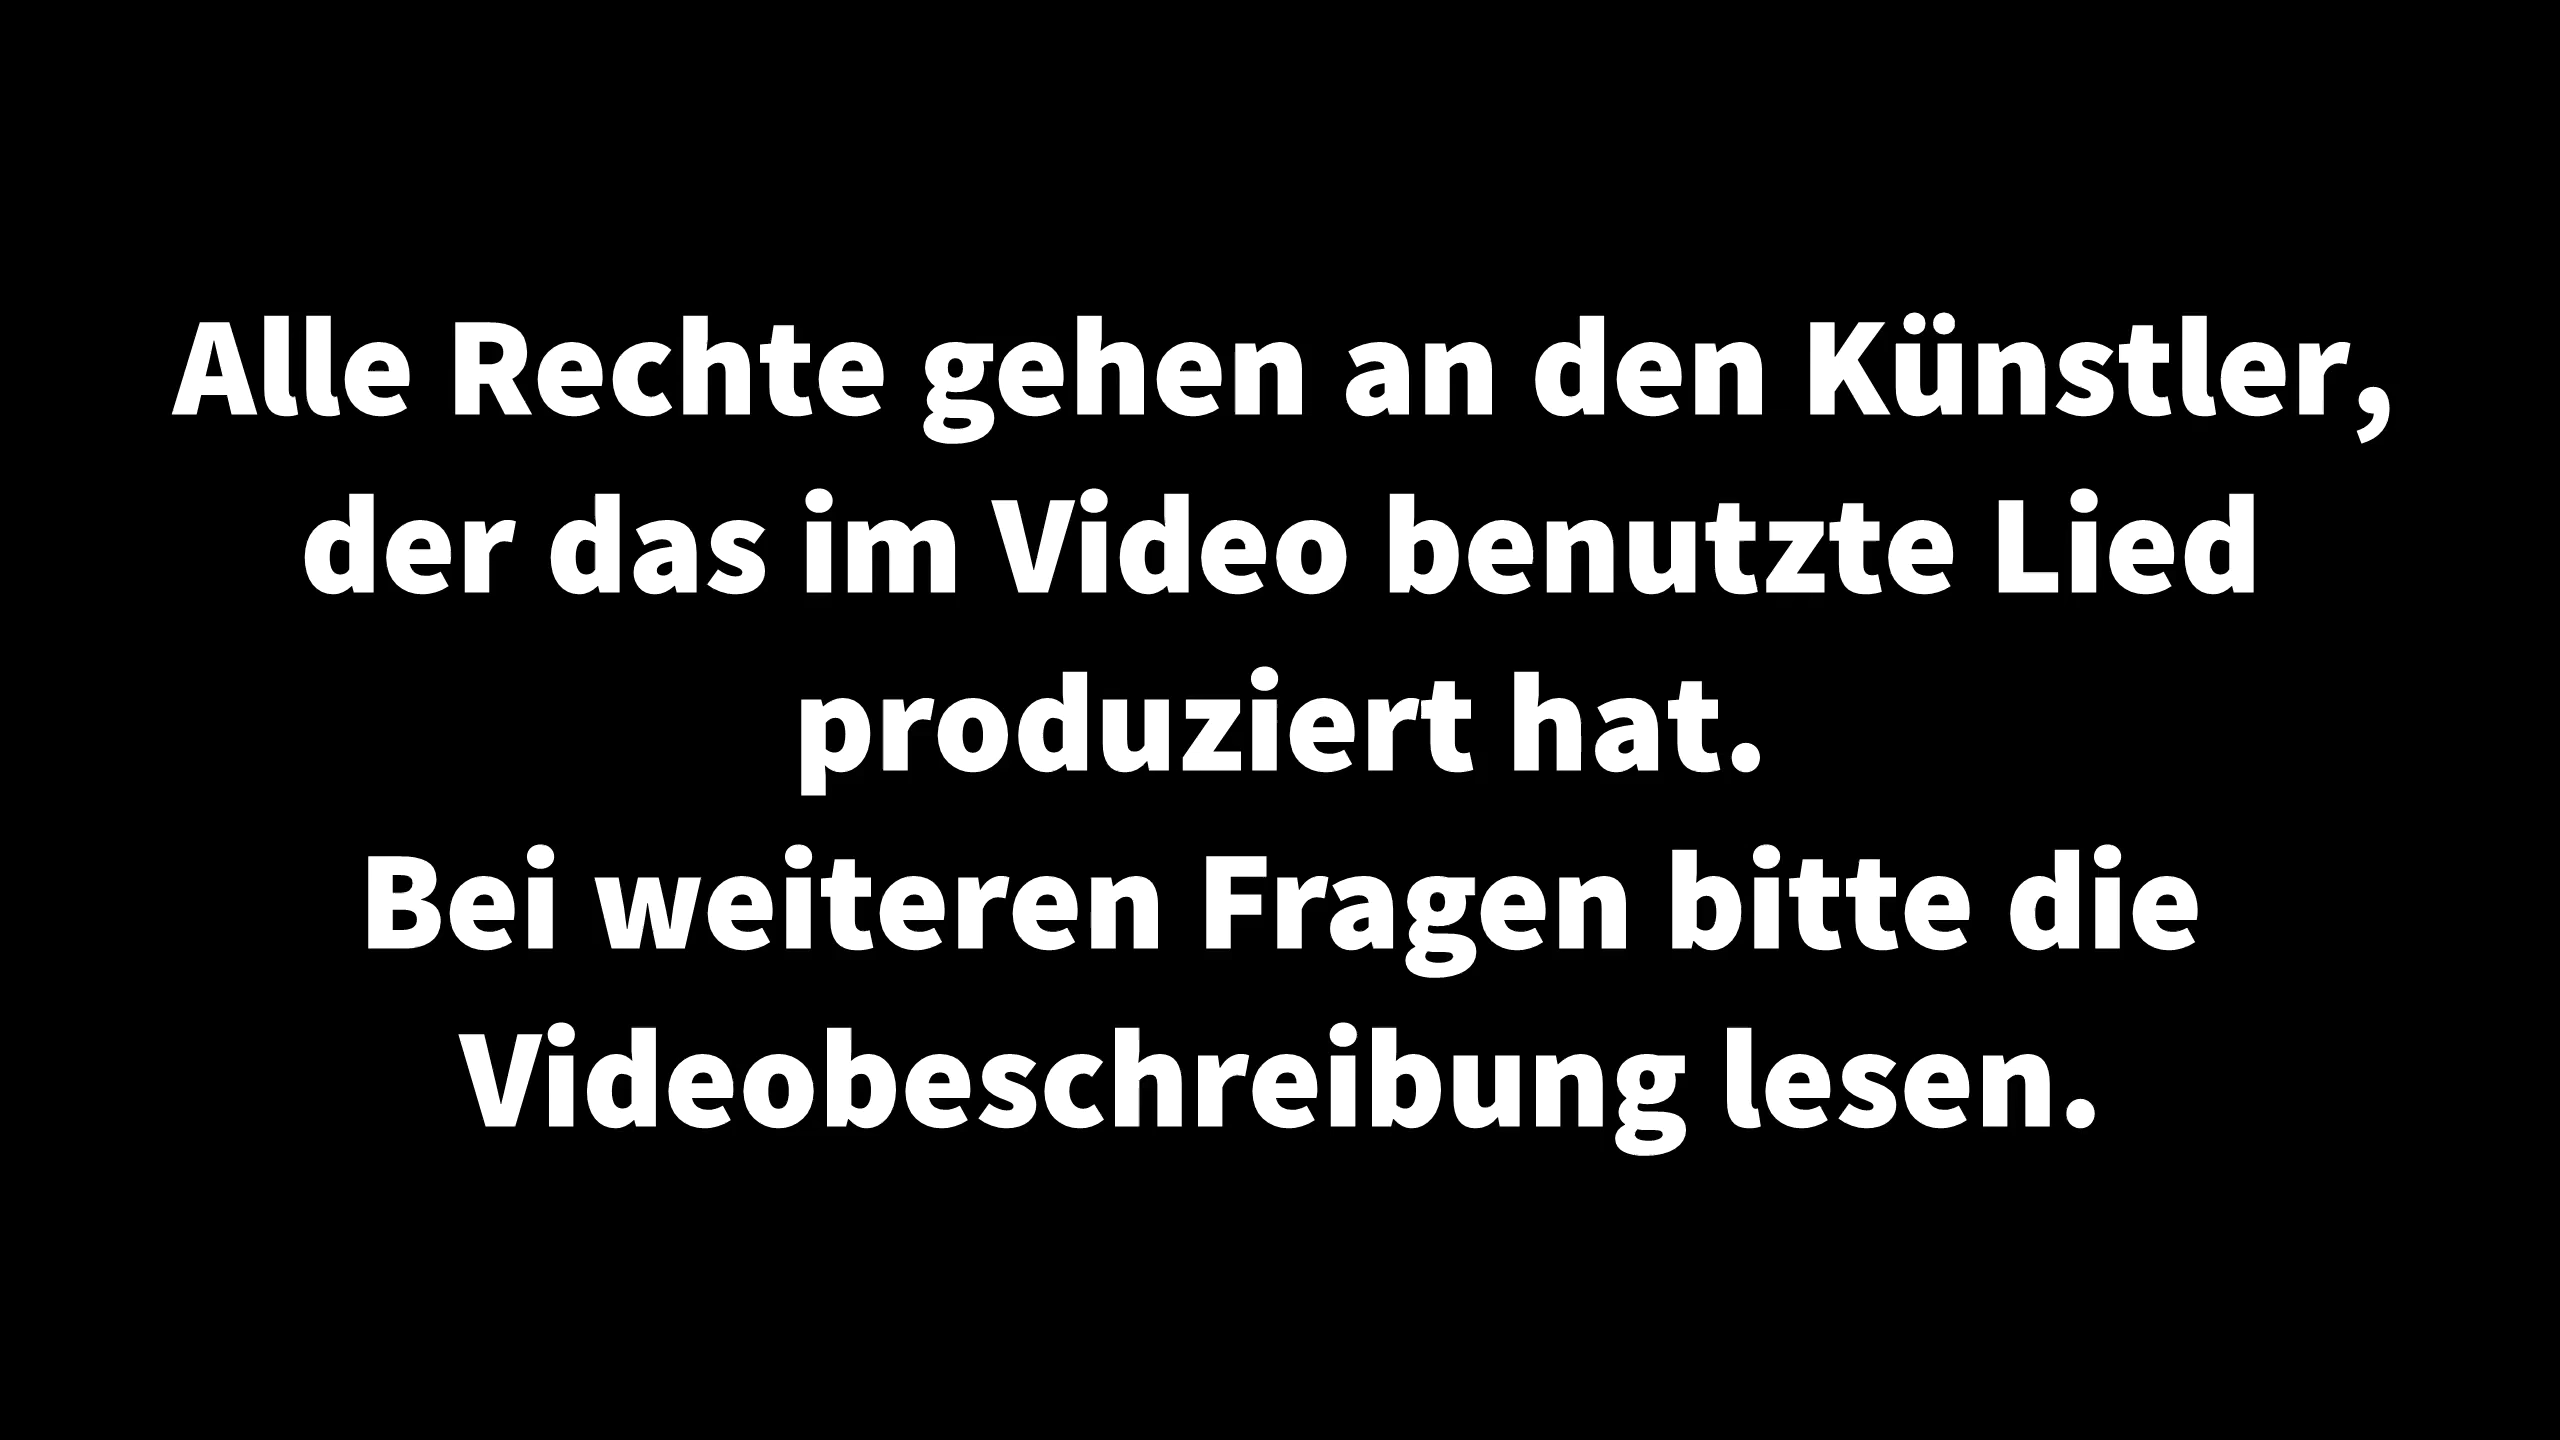 Alle Rechte gehen an den Künstler,
der das im Video benutzte Lied
produziert hat.
Bei weiteren Fragen bitte die
Videobeschreibung lesen.